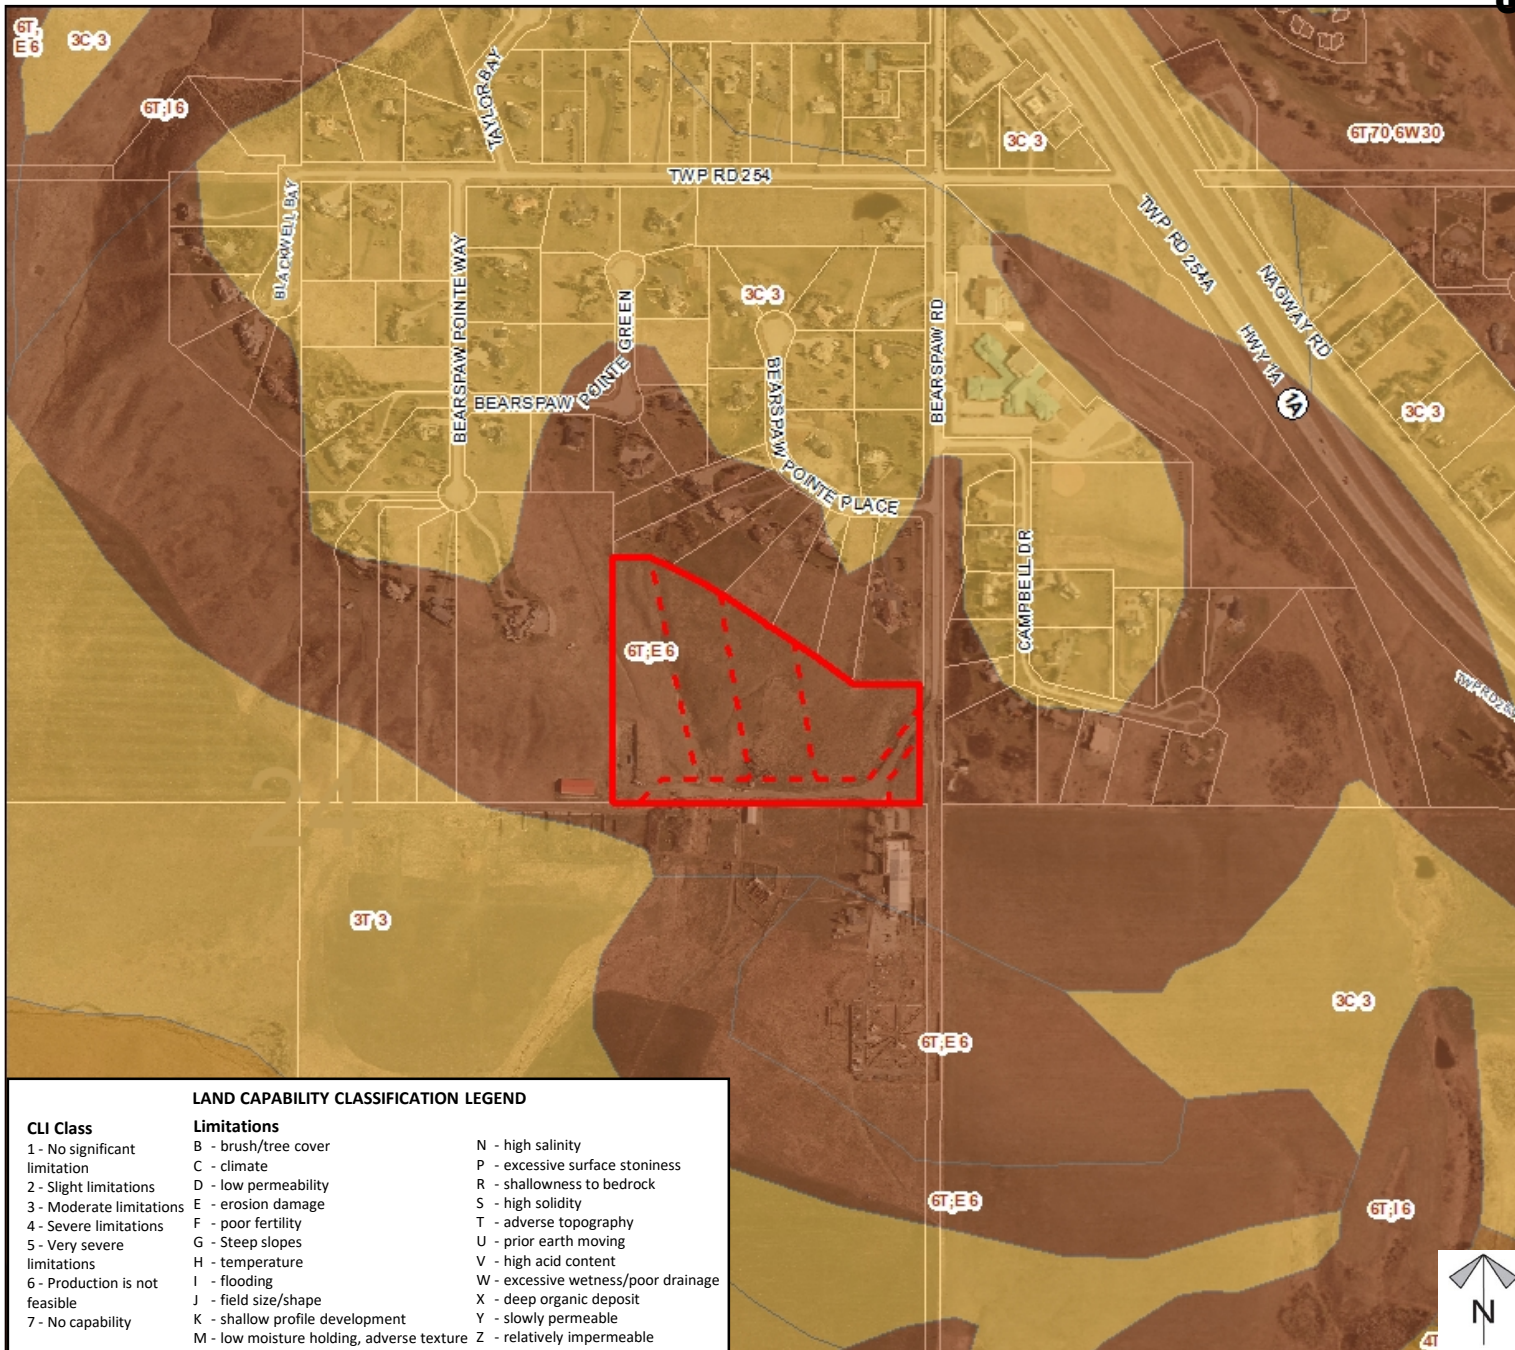 6T,
E 6
3C 3
6T;I 6
TAYLOR BAY
3C 3
6T,70 6W30
TWP RD 254
BLACKWELL BAY
BEARSPAW POINTE WAY
TWP RD 254A
NAGWAY RD
HWY 1A
1A
3C 3
BEARSPAW RD
BEARSPAW POINTE GREEN
BEARSPAW POINTE PLACE
3C 3
CAMPBELL DR
6T;E 6
24
3T 3
3C 3
6T;E 6
6T;E 6
6T;I 6
4T
N
LAND CAPABILITY CLASSIFICATION LEGEND
CLI Class
1 - No significant
limitation
2 - Slight limitations
3 - Moderate limitations
4 - Severe limitations
5 - Very severe
limitations
6 - Production is not
feasible
7 - No capability
Limitations
B - brush/tree cover
C - climate
D - low permeability
E - erosion damage
F - poor fertility
G - Steep slopes
H - temperature
I - flooding
J - field size/shape
K - shallow profile development
M - low moisture holding, adverse texture
N - high salinity
P - excessive surface stoniness
R - shallowness to bedrock
S - high solidity
T - adverse topography
U - prior earth moving
V - high acid content
W - excessive wetness/poor drainage
X - deep organic deposit
Y - slowly permeable
Z - relatively impermeable